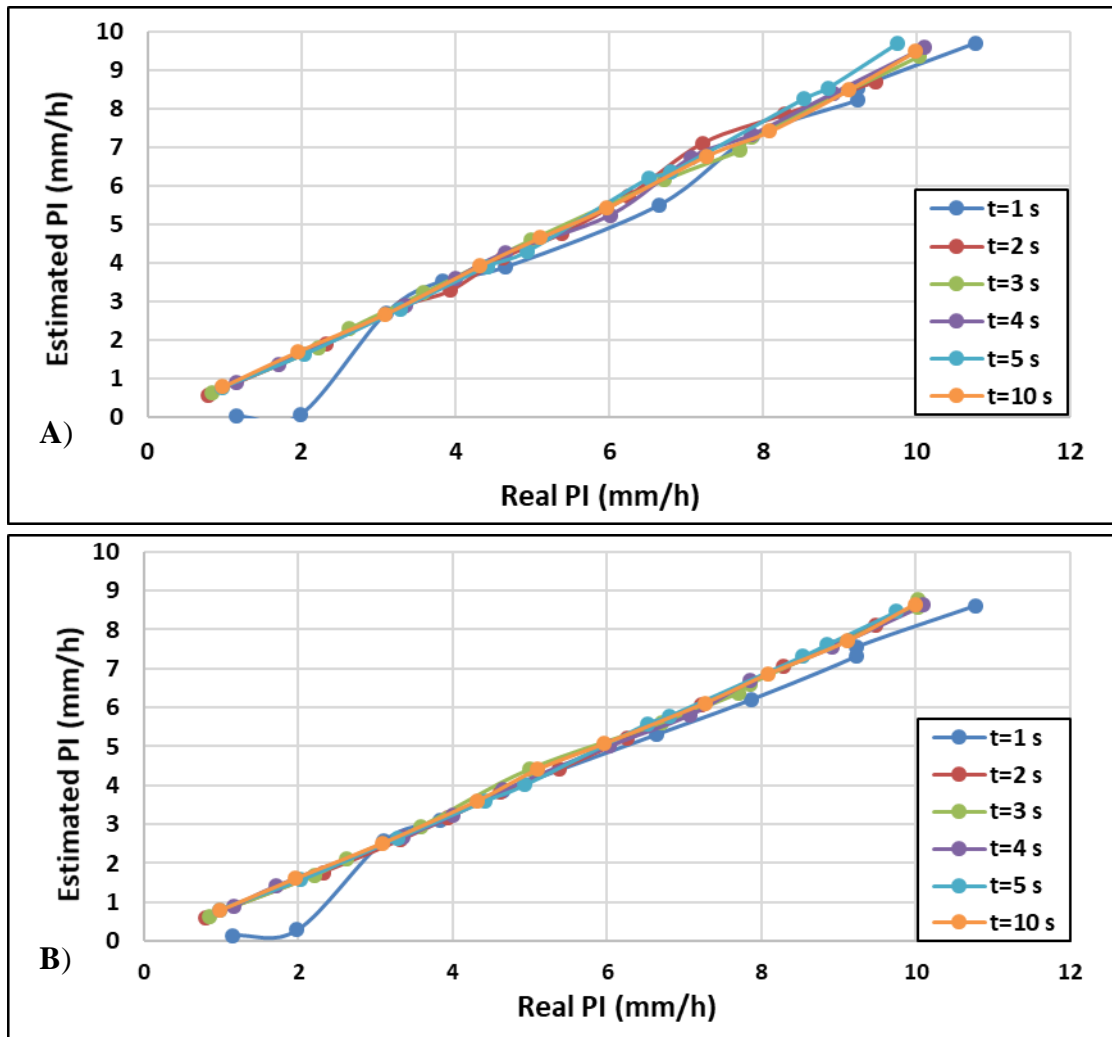 10
9
8
7
6
5
4
3
2
1
0
Estimated PI (mm/h)
t=1 s
t=2 s
t=3 s
t=4 s
t=5 s
t=10 s
A)
0 2 4 6 8 10 12
Real PI (mm/h)
10
9
8
7
6
5
4
3
2
1
0
Estimated PI (mm/h)
t=1 s
t=2 s
t=3 s
t=4 s
t=5 s
t=10 s
B)
0 2 4 6 8 10 12
Real PI (mm/h)